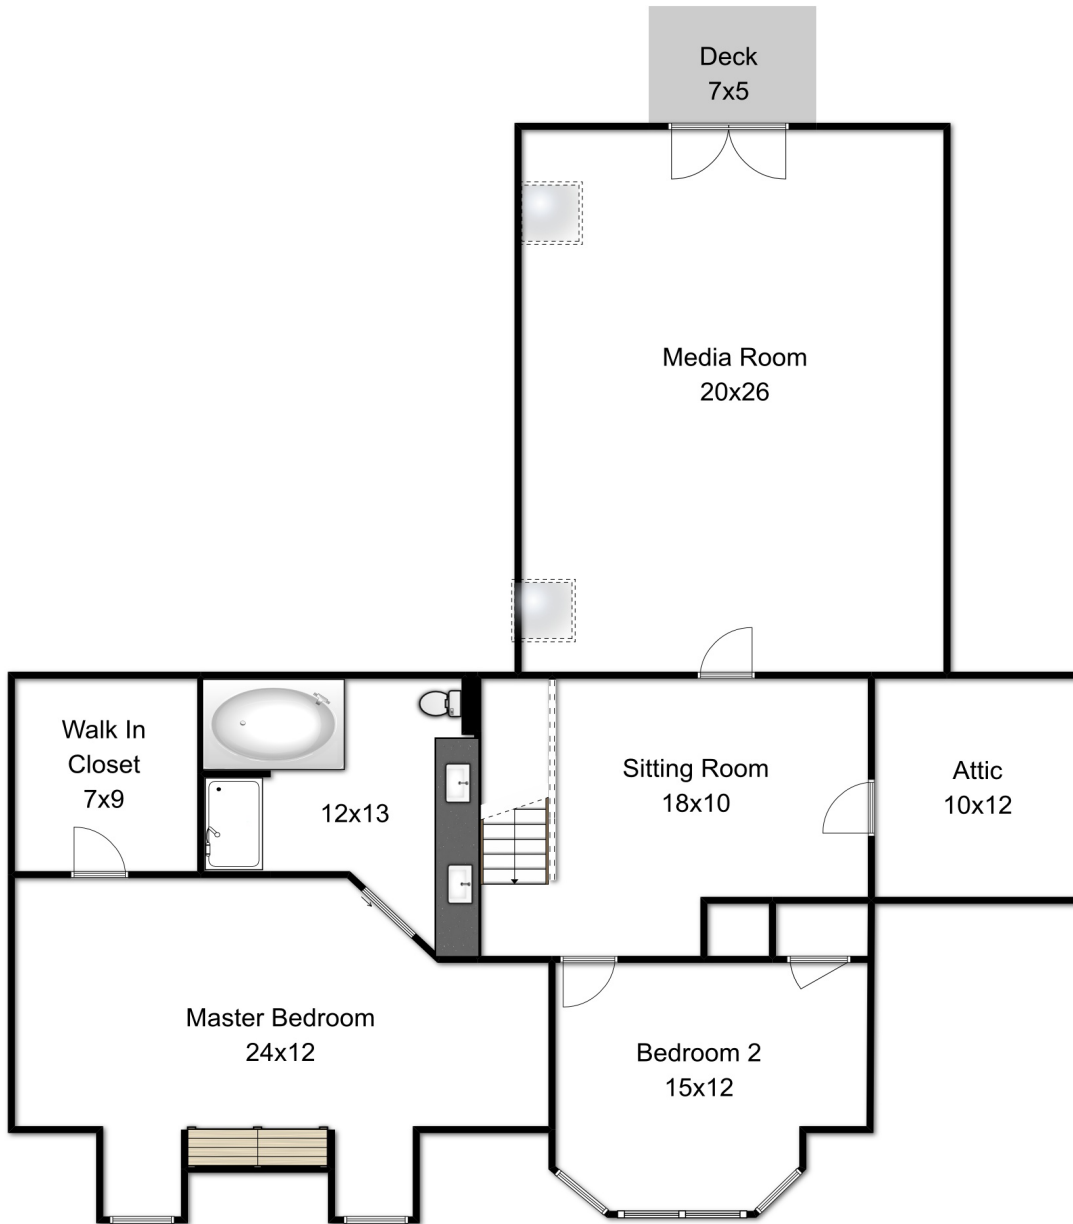 Deck
7x5
Media Room
20x26
Walk In
Closet
7x9
12x13
Sitting Room
18x10
Attic
10x12
Master Bedroom
24x12
Bedroom 2
15x12